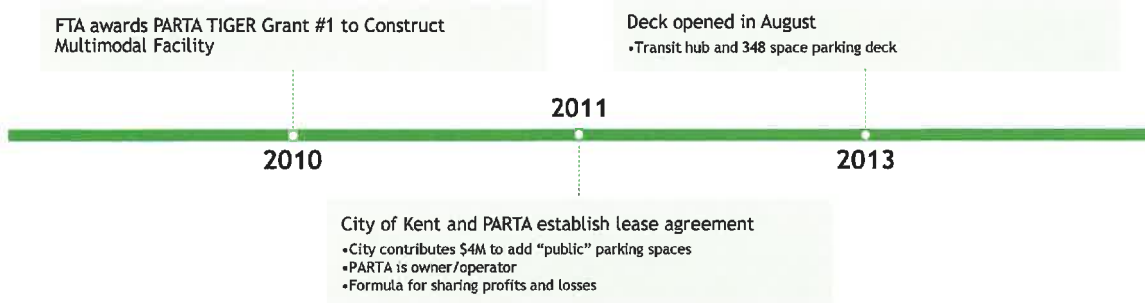 FTA awards PARTA TIGER Grant #1 to Construct
Multimodal Facility
Deck opened in August
•Transit hub and 348 space parking deck
2011
2010
2013
City of Kent and PARTA establish lease agreement
•City contributes $4M to add “public” parking spaces
•PARTA is owner/operator
•Formula for sharing profits and losses